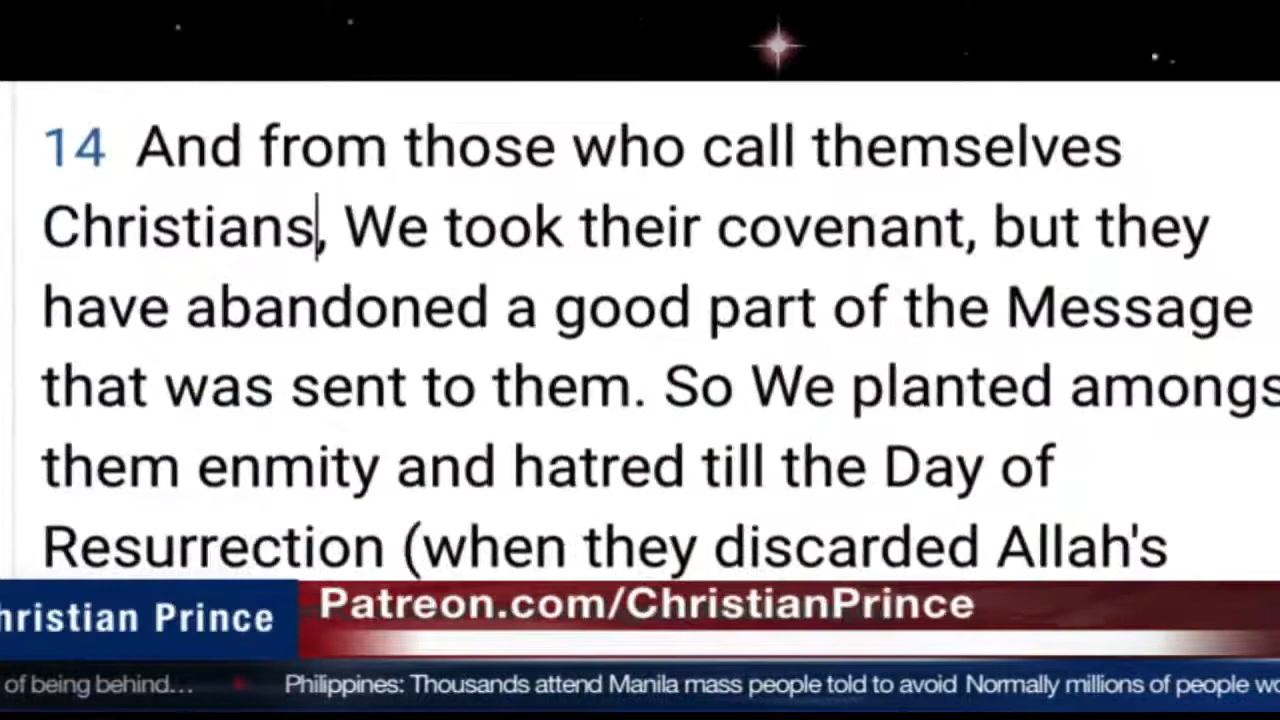 14 And from those who call themselves
Christians, We took their covenant, but they
have abandoned a good part of the Message
that was sent to them. So We planted amongs
them enmity and hatred till the Day of
Resurrection (when they discarded Allah's
hristian Prince
Patreon.com/ChristianPrince
of being behind...
Philippines: Thousands attend Manila mass people told to avoid Normally millions of people wo